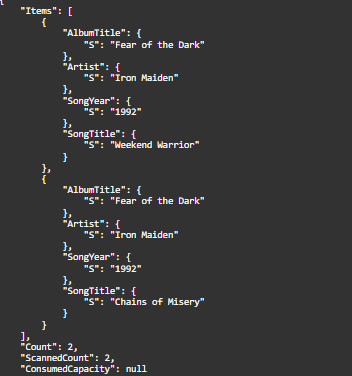 {
    "Items": [
        {
            "AlbumTitle": {
                "S": "Fear of the Dark"
            },
            "Artist": {
                "S": "Iron Maiden"
            },
            "SongYear": {
                "S": "1992"
            },
            "SongTitle": {
                "S": "Weekend Warrior"
            }
        },
        {
            "AlbumTitle": {
                "S": "Fear of the Dark"
            },
            "Artist": {
                "S": "Iron Maiden"
            },
            "SongYear": {
                "S": "1992"
            },
            "SongTitle": {
                "S": "Chains of Misery"
            }
        }
    ],
    "Count": 2,
    "ScannedCount": 2,
    "ConsumedCapacity": null